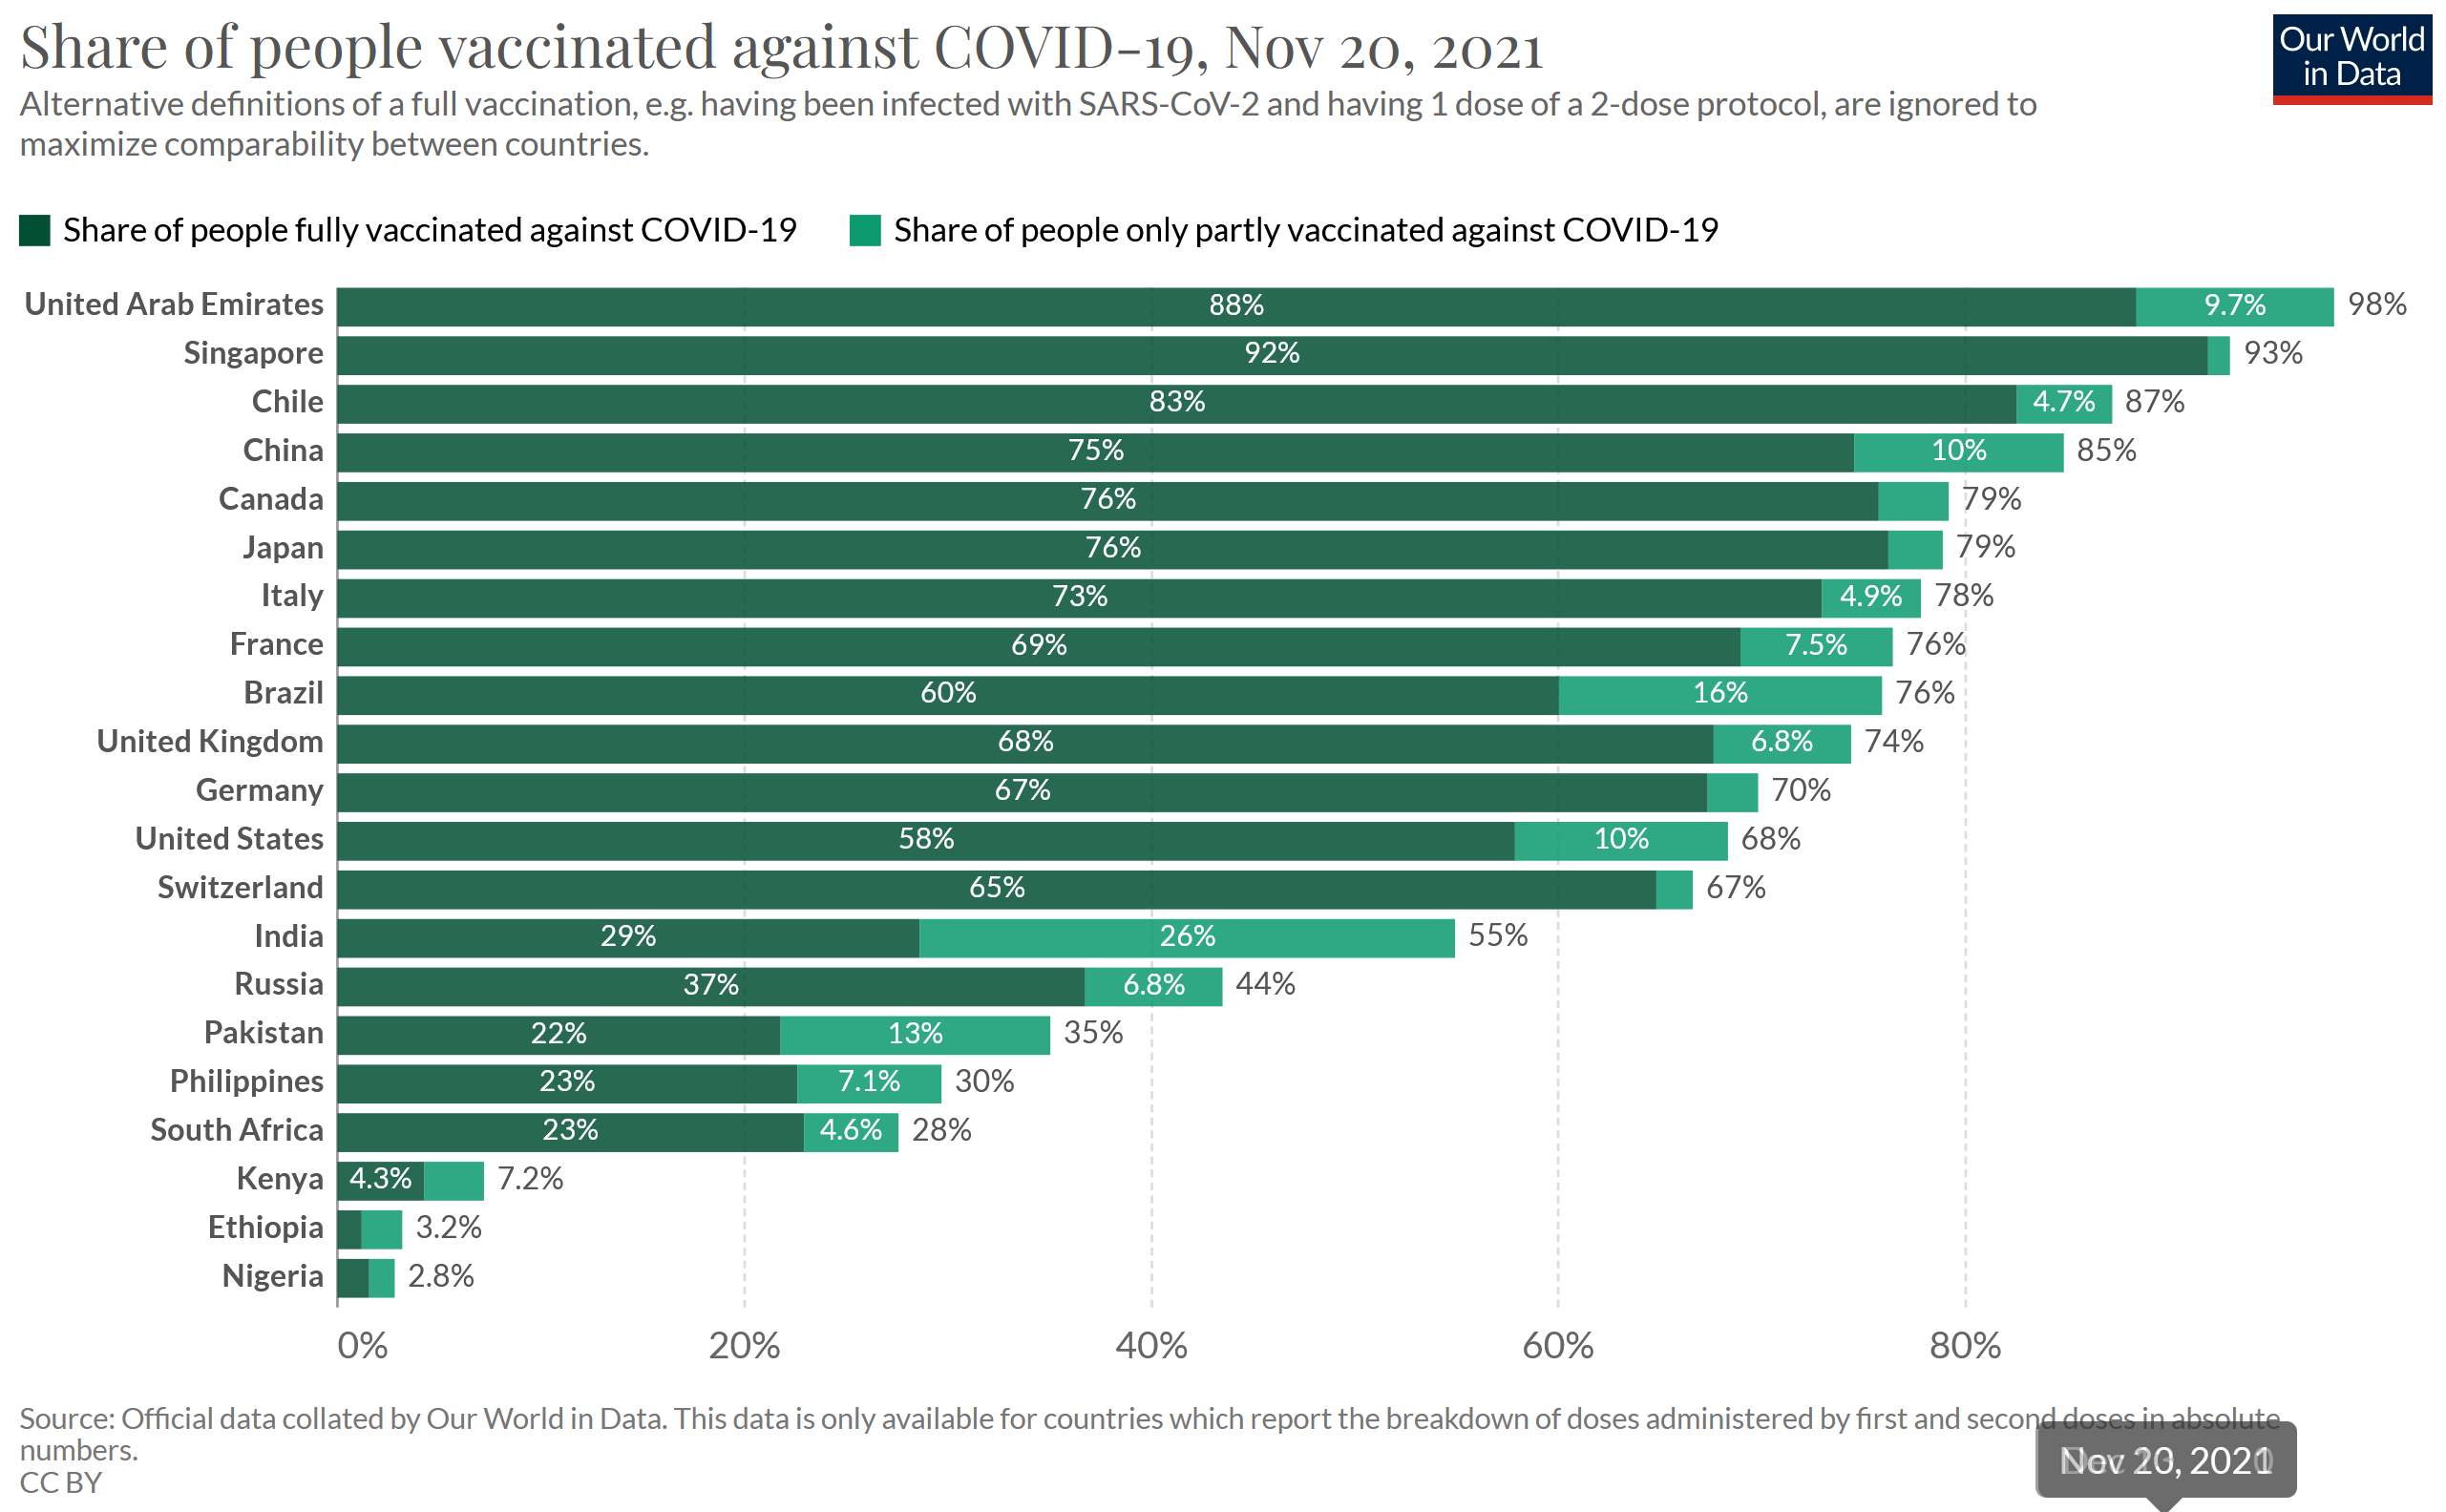 Share of people vaccinated against COVID-19, Nov 20, 2021
Our World
in Data
Alternative definitions of a full vaccination, e.g. having been infected with SARS-CoV-2 and having 1 dose of a 2-dose protocol, are ignored to
maximize comparability between countries.
Share of people fully vaccinated against COVID-19 Share of people only partly vaccinated against COVID-19
United Arab Emirates 88% 9.7% 98%
Singapore 92% 93%
Chile 83% 4.7% 87%
China 75% 10% 85%
Canada 76% 79%
Japan 76% 79%
Italy 73% 4.9% 78%
France 69% 7.5% 76%
Brazil 60% 16% 76%
United Kingdom 68% 6.8% 74%
Germany 67% 70%
United States 58% 10% 68%
Switzerland 65% 67%
India 29% 26% 55%
Russia 37% 6.8% 44%
Pakistan 22% 13% 35%
Philippines 23% 7.1% 30%
South Africa 23% 4.6% 28%
Kenya 4.3% 7.2%
Ethiopia 3.2%
Nigeria 2.8%
0% 20% 40% 60% 80%
Source: Official data collated by Our World in Data. This data is only available for countries which report the breakdown of doses administered by first and second doses in absolute
numbers.
CC BY
Nov 20, 2021